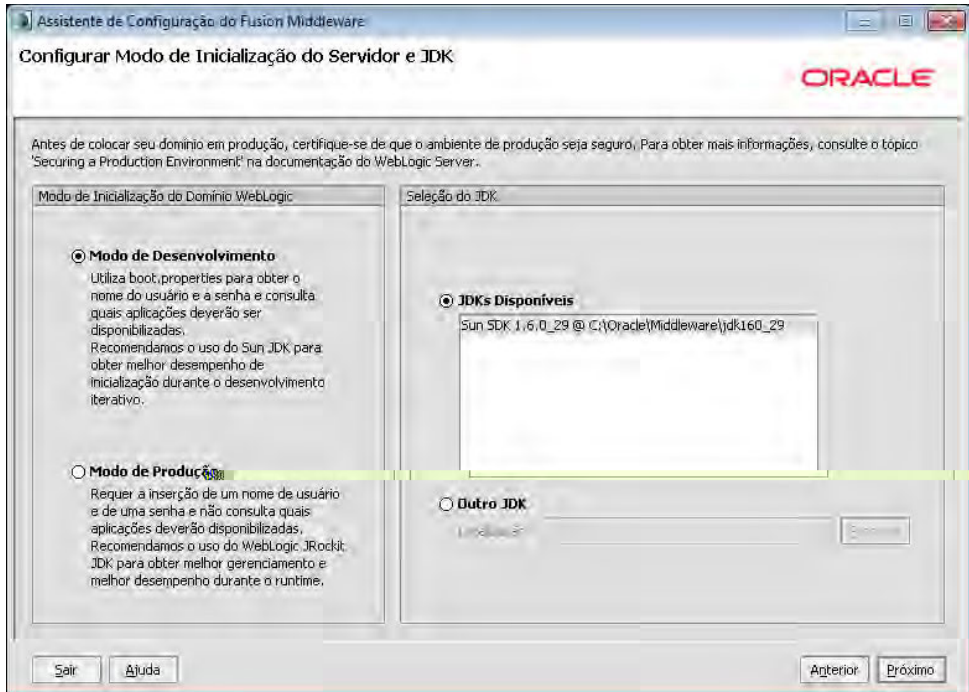 Assistente de Configuração do Fusion Middleware
Configurar Modo de Inicialização do Servidor e JDK
ORACLE
Antes de colocar seu domínio em produção, certifique-se de que o ambiente de produção seja seguro. Para obter mais informações, consulte o tópico
'Securing a Production Environment' na documentação do WebLogic Server.
Modo de Inicialização do Domínio WebLogic
Modo de Desenvolvimento
Utiliza boot.properties para obter o
nome do usuário e a senha e consulta
quais aplicações deverão ser
disponibilizadas.
Recomendamos o uso do Sun JDK para
obter melhor desempenho de
inicialização durante o desenvolvimento
iterativo.
Modo de Produção
Requer a inserção de um nome de usuário
e de uma senha e não consulta quais
aplicações deverão disponibilizadas.
Recomendamos o uso do WebLogic JRockit
JDK para obter melhor gerenciamento e
melhor desempenho durante o runtime.
Seleção do JDK
JDKs Disponíveis
Sun SDK 1.6.0_29 @ C:\Oracle\Middleware\jdk160_29
Outro JDK
Sair
Ajuda
Anterior
Próximo